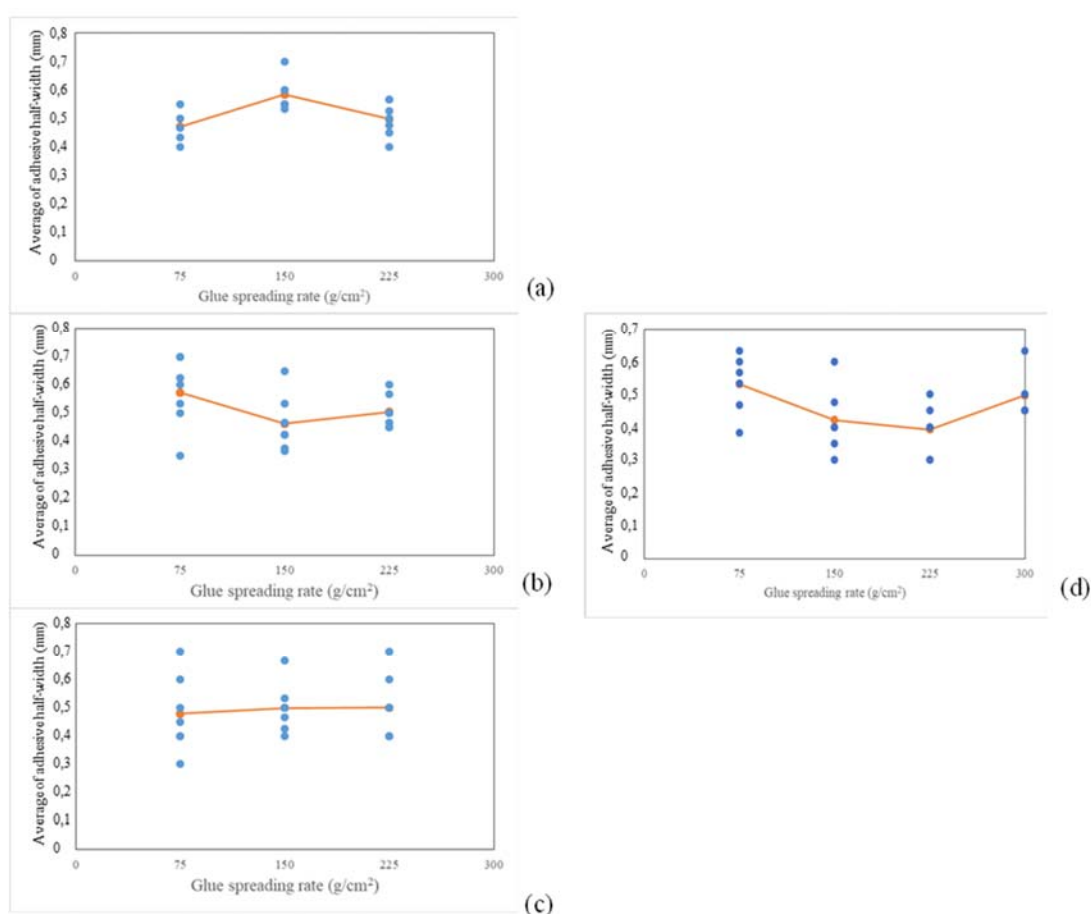 Average of adhesive half-width (mm)
0,8
0,7
0,6
0,5
0,4
0,3
0,2
0,1
0
0 75 150 225 300
Glue spreading rate (g/cm²)
(a)
Average of adhesive half-width (mm)
0,8
0,7
0,6
0,5
0,4
0,3
0,2
0,1
0
0 75 150 225 300
Glue spreading rate (g/cm²)
(b)
Average of adhesive half-width (mm)
0,7
0,6
0,5
0,4
0,3
0,2
0,1
0
0 75 150 225 300
Glue spreading rate (g/cm²)
(d)
Average of adhesive half-width (mm)
0,8
0,7
0,6
0,5
0,4
0,3
0,2
0,1
0
0 75 150 225 300
Glue spreading rate (g/cm²)
(c)